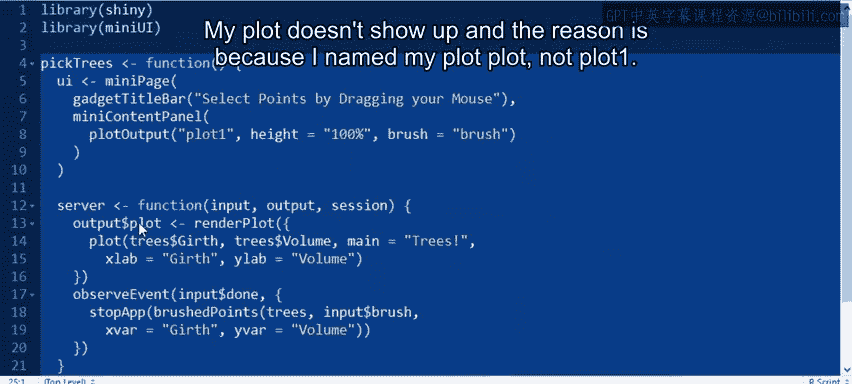 GPT中英字幕课程资源@bilibili.com
My plot doesn't show up and the reason is
because I named my plot plot, not plot1.
1 library(shiny)
2 library(miniUI)
3
4 pickTrees <- function() {
5 ui <- miniPage(
6 gadgetTitleBar("Select Points by Dragging your Mouse"),
7 miniContentPanel(
8 plotOutput("plot1", height = "100%", brush = "brush")
9 )
10 )
11
12 server <- function(input, output, session) {
13 output$plot <- renderPlot({
14 plot(trees$Girth, trees$Volume, main = "Trees!",
15 xlab = "Girth", ylab = "Volume")
16 })
17 observeEvent(input$done, {
18 stopApp(brushedPoints(trees, input$brush,
19 xvar = "Girth", yvar = "Volume"))
20 })
21 }
25:1 (Top Level) R Script